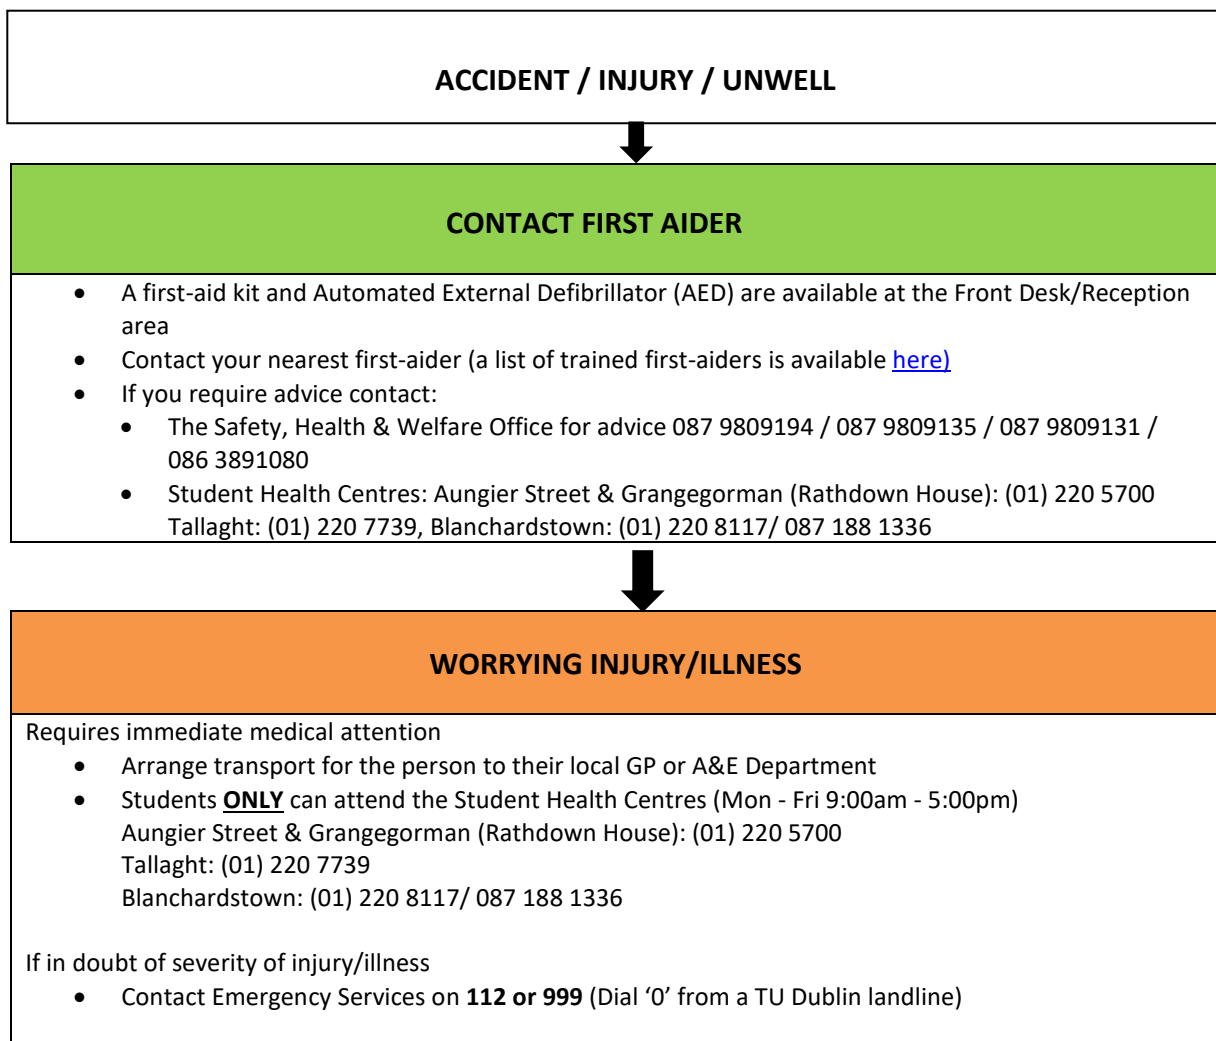 ACCIDENT / INJURY / UNWELL
CONTACT FIRST AIDER
• A first-aid kit and Automated External Defibrillator (AED) are available at the Front Desk/Reception
area
• Contact your nearest first-aider (a list of trained first-aiders is available here)
• If you require advice contact:
• The Safety, Health & Welfare Office for advice 087 9809194 / 087 9809135 / 087 9809131 /
086 3891080
• Student Health Centres: Aungier Street & Grangegorman (Rathdown House): (01) 220 5700
Tallaght: (01) 220 7739, Blanchardstown: (01) 220 8117/ 087 188 1336
WORRYING INJURY/ILLNESS
Requires immediate medical attention
• Arrange transport for the person to their local GP or A&E Department
• Students ONLY can attend the Student Health Centres (Mon - Fri 9:00am - 5:00pm)
Aungier Street & Grangegorman (Rathdown House): (01) 220 5700
Tallaght: (01) 220 7739
Blanchardstown: (01) 220 8117/ 087 188 1336
If in doubt of severity of injury/illness
• Contact Emergency Services on 112 or 999 (Dial ‘0’ from a TU Dublin landline)